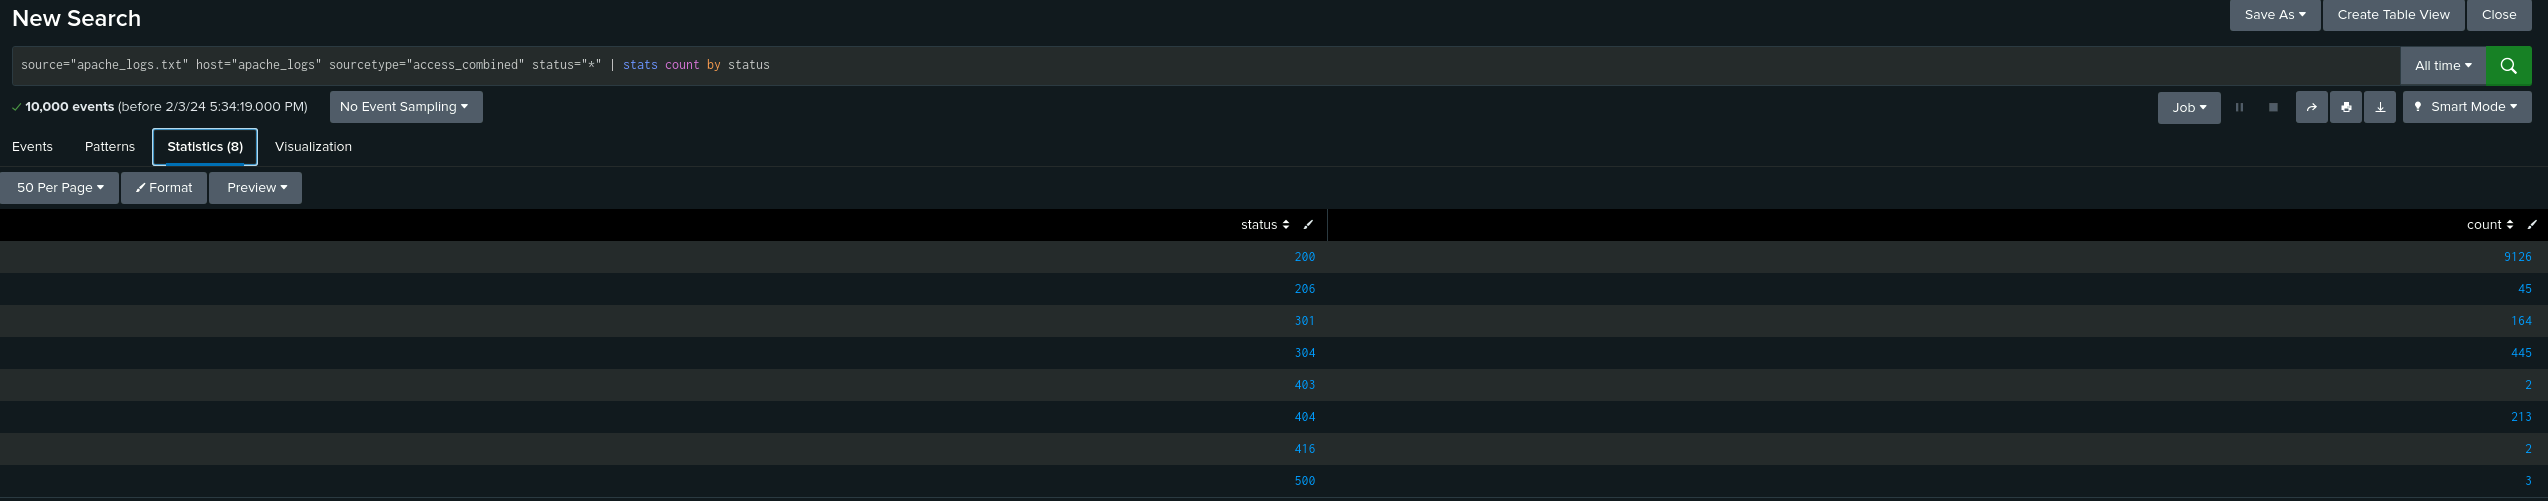 New Search
Save As Create Table View Close
source="apache_logs.txt" host="apache_logs" sourcetype="access_combined" status="*" | stats count by status
All time
10,000 events (before 2/3/24 5:34:19.000 PM)
No Event Sampling
Job
Smart Mode
Events Patterns Statistics (8) Visualization
50 Per Page Format Preview
status count
200 9126
206 45
301 164
304 445
403 2
404 213
416 2
500 3